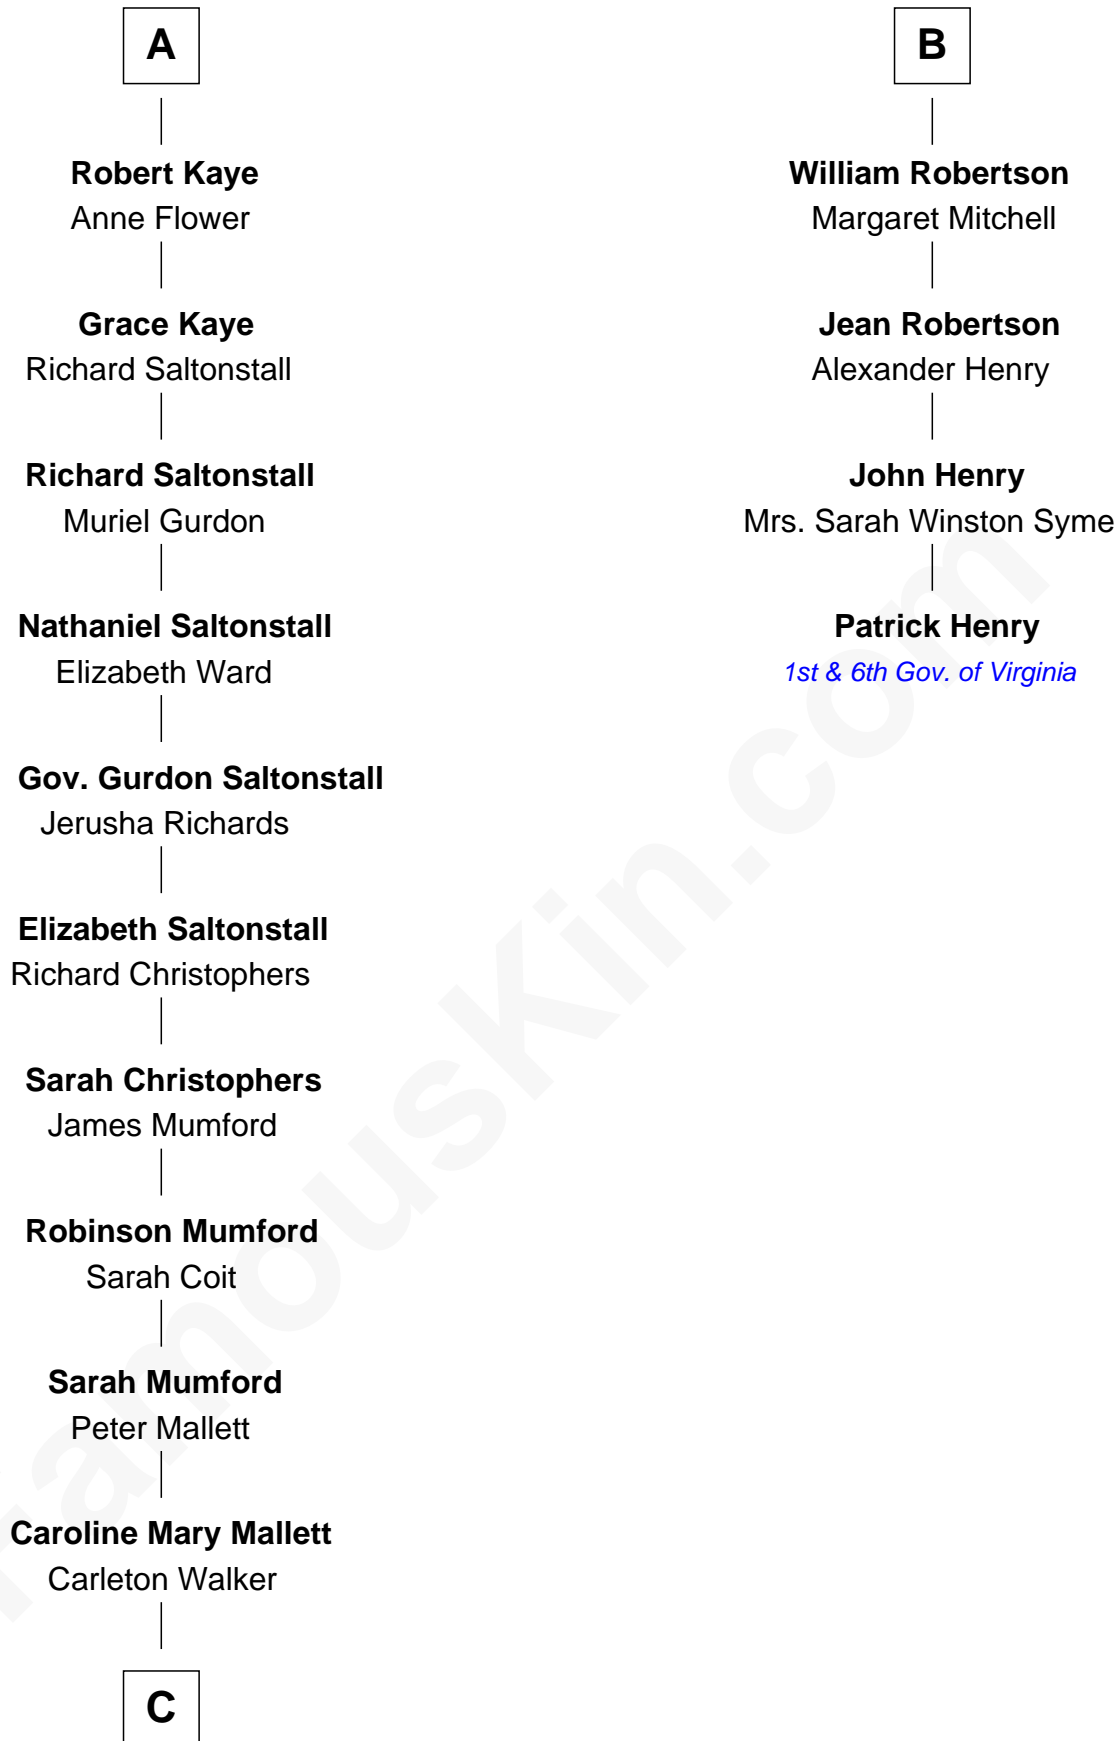 A
Robert Kaye
Anne Flower
Grace Kaye
Richard Saltonstall
Richard Saltonstall
Muriel Gurdon
Nathaniel Saltonstall
Elizabeth Ward
Gov. Gurdon Saltonstall
Jerusha Richards
Elizabeth Saltonstall
Richard Christophers
Sarah Christophers
James Mumford
Robinson Mumford
Sarah Coit
Sarah Mumford
Peter Mallett
Caroline Mary Mallett
Carleton Walker
C
B
William Robertson
Margaret Mitchell
Jean Robertson
Alexander Henry
John Henry
Mrs. Sarah Winston Syme
Patrick Henry
1st & 6th Gov. of Virginia
FamousKin.com